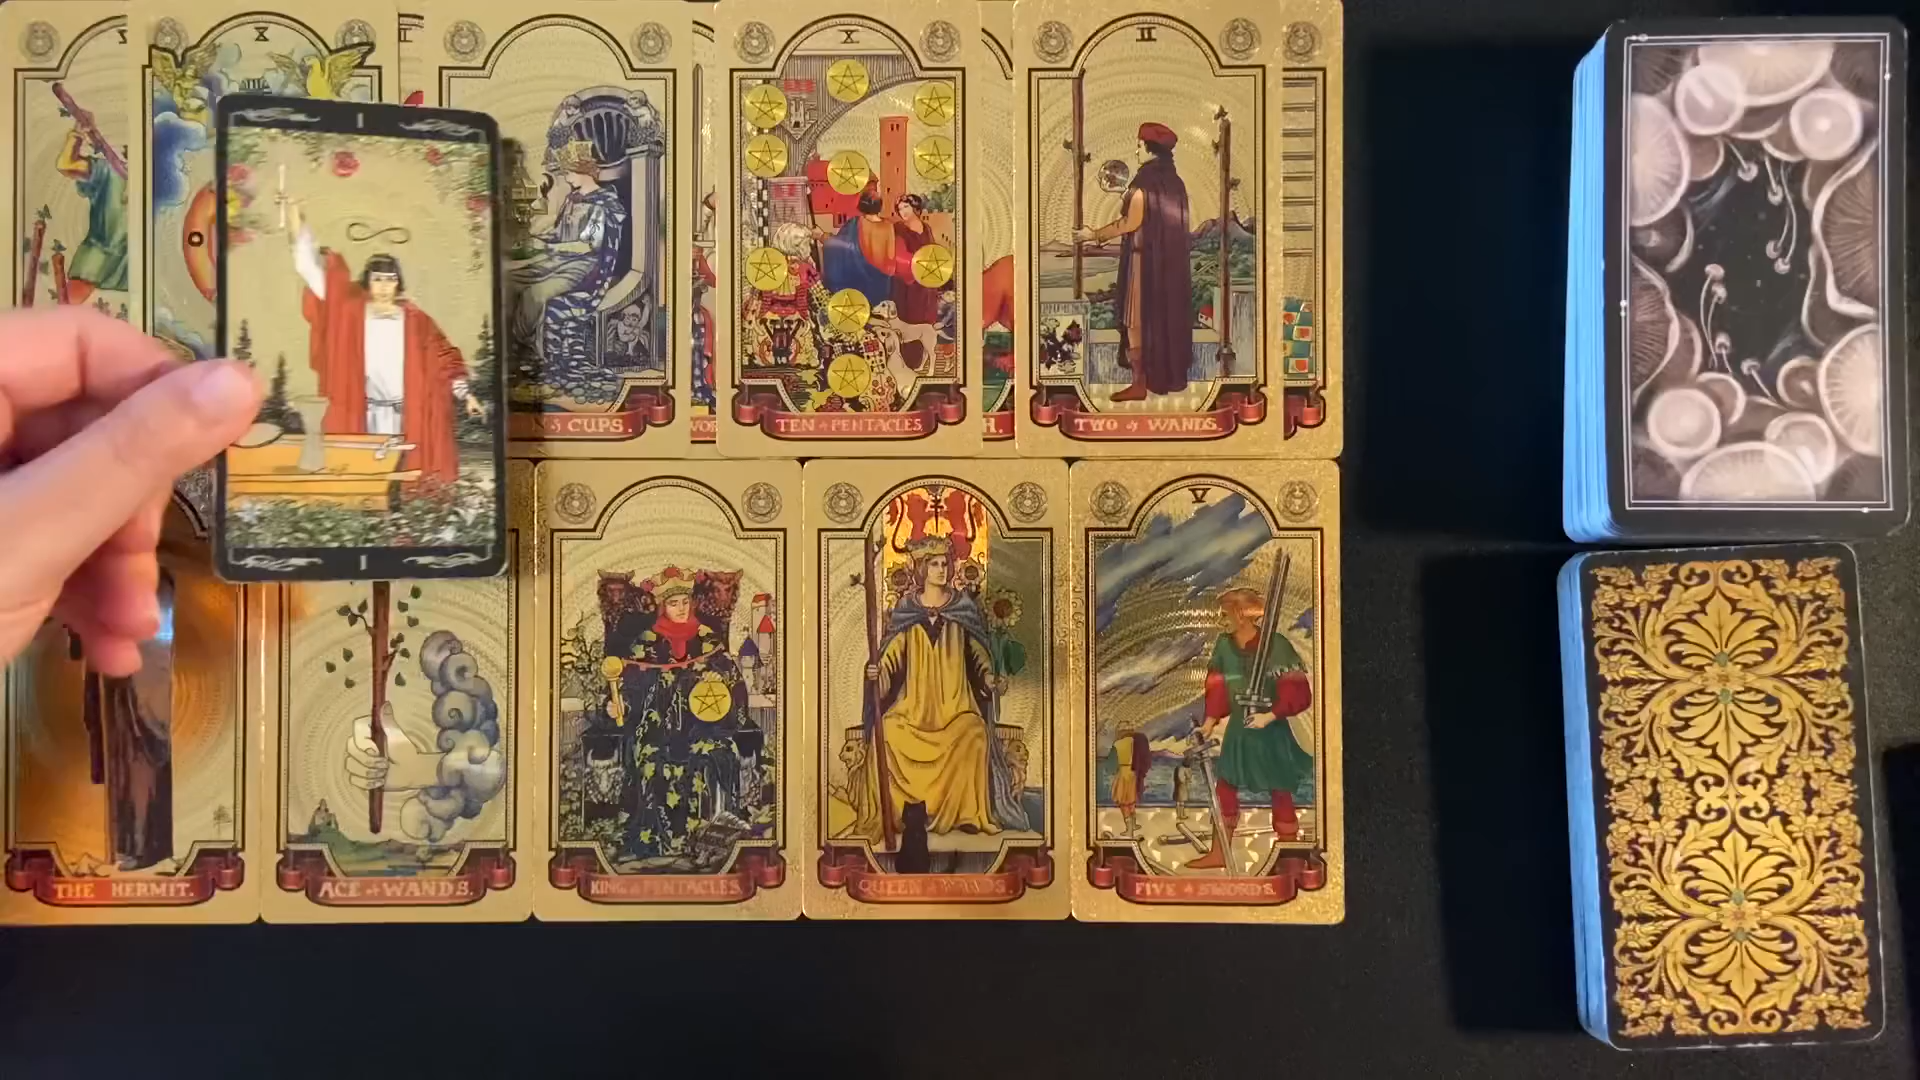 X
X
II
I
CUPS.
TEN of PENTACLES
H.
TWO of WANDS.
I
V
THE HERMIT.
ACE of WANDS.
KING of PENTACLES.
QUEEN of WANDS.
FIVE of SWORDS.